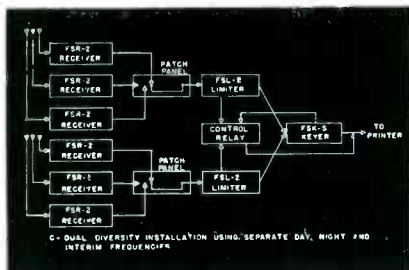 FSR-2
RECEIVER
FSR-2
RECEIVER
FSR-2
RECEIVER
PATCH
PANEL
FSL-2
LIMITER
CONTROL
RELAY
FSK-S
KEYER
TO
PRINTER
FSR-2
RECEIVER
FSR-2
RECEIVER
FSR-2
RECEIVER
PATCH
PANEL
FSL-2
LIMITER
C- DUAL DIVERSITY INSTALLATION USING SEPARATE DAY, NIGHT AND
INTERIM FREQUENCIES